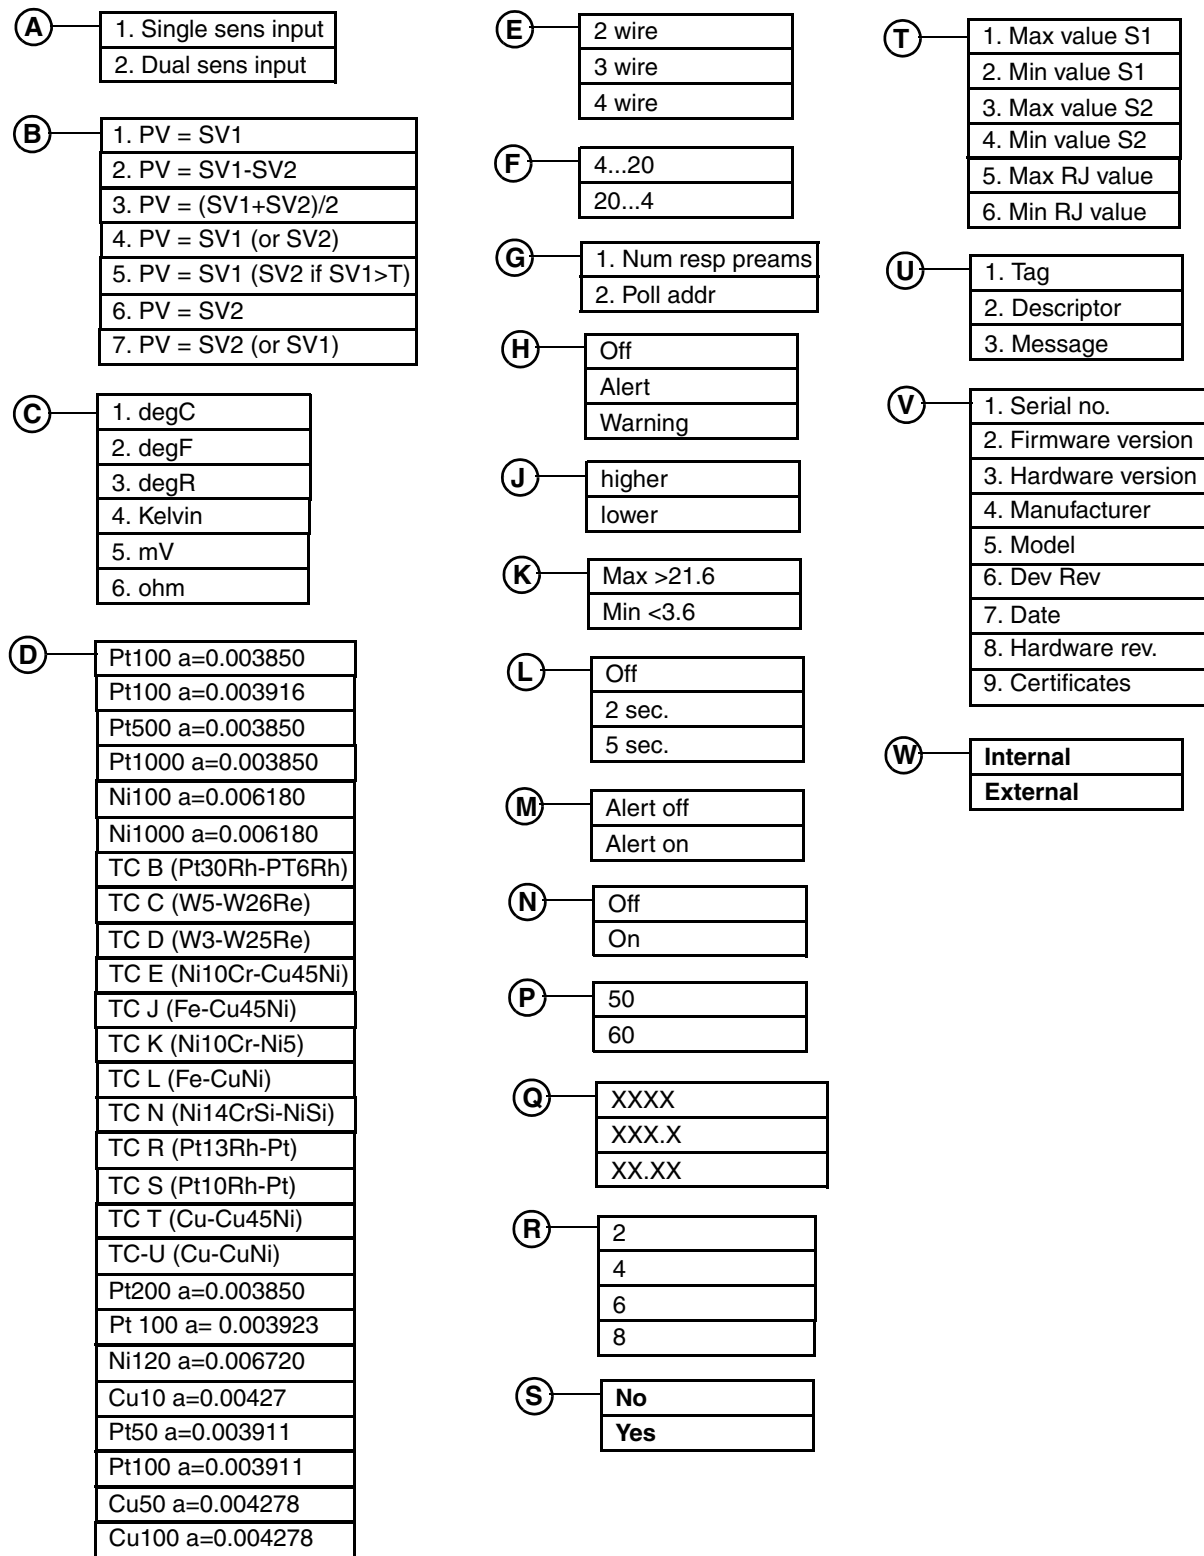 A
1. Single sens input
2. Dual sens input
B
1. PV = SV1
2. PV = SV1-SV2
3. PV = (SV1+SV2)/2
4. PV = SV1 (or SV2)
5. PV = SV1 (SV2 if SV1>T)
6. PV = SV2
7. PV = SV2 (or SV1)
C
1. degC
2. degF
3. degR
4. Kelvin
5. mV
6. ohm
D
Pt100 a=0.003850
Pt100 a=0.003916
Pt500 a=0.003850
Pt1000 a=0.003850
Ni100 a=0.006180
Ni1000 a=0.006180
TC B (Pt30Rh-PT6Rh)
TC C (W5-W26Re)
TC D (W3-W25Re)
TC E (Ni10Cr-Cu45Ni)
TC J (Fe-Cu45Ni)
TC K (Ni10Cr-Ni5)
TC L (Fe-CuNi)
TC N (Ni14CrSi-NiSi)
TC R (Pt13Rh-Pt)
TC S (Pt10Rh-Pt)
TC T (Cu-Cu45Ni)
TC-U (Cu-CuNi)
Pt200 a=0.003850
Pt 100 a= 0.003923
Ni120 a=0.006720
Cu10 a=0.00427
Pt50 a=0.003911
Pt100 a=0.003911
Cu50 a=0.004278
Cu100 a=0.004278
E
2 wire
3 wire
4 wire
F
4...20
20...4
G
1. Num resp preams
2. Poll addr
H
Off
Alert
Warning
J
higher
lower
K
Max >21.6
Min <3.6
L
Off
2 sec.
5 sec.
M
Alert off
Alert on
N
Off
On
P
50
60
Q
XXXX
XXX.X
XX.XX
R
2
4
6
8
S
No
Yes
T
1. Max value S1
2. Min value S1
3. Max value S2
4. Min value S2
5. Max RJ value
6. Min RJ value
U
1. Tag
2. Descriptor
3. Message
V
1. Serial no.
2. Firmware version
3. Hardware version
4. Manufacturer
5. Model
6. Dev Rev
7. Date
8. Hardware rev.
9. Certificates
W
Internal
External